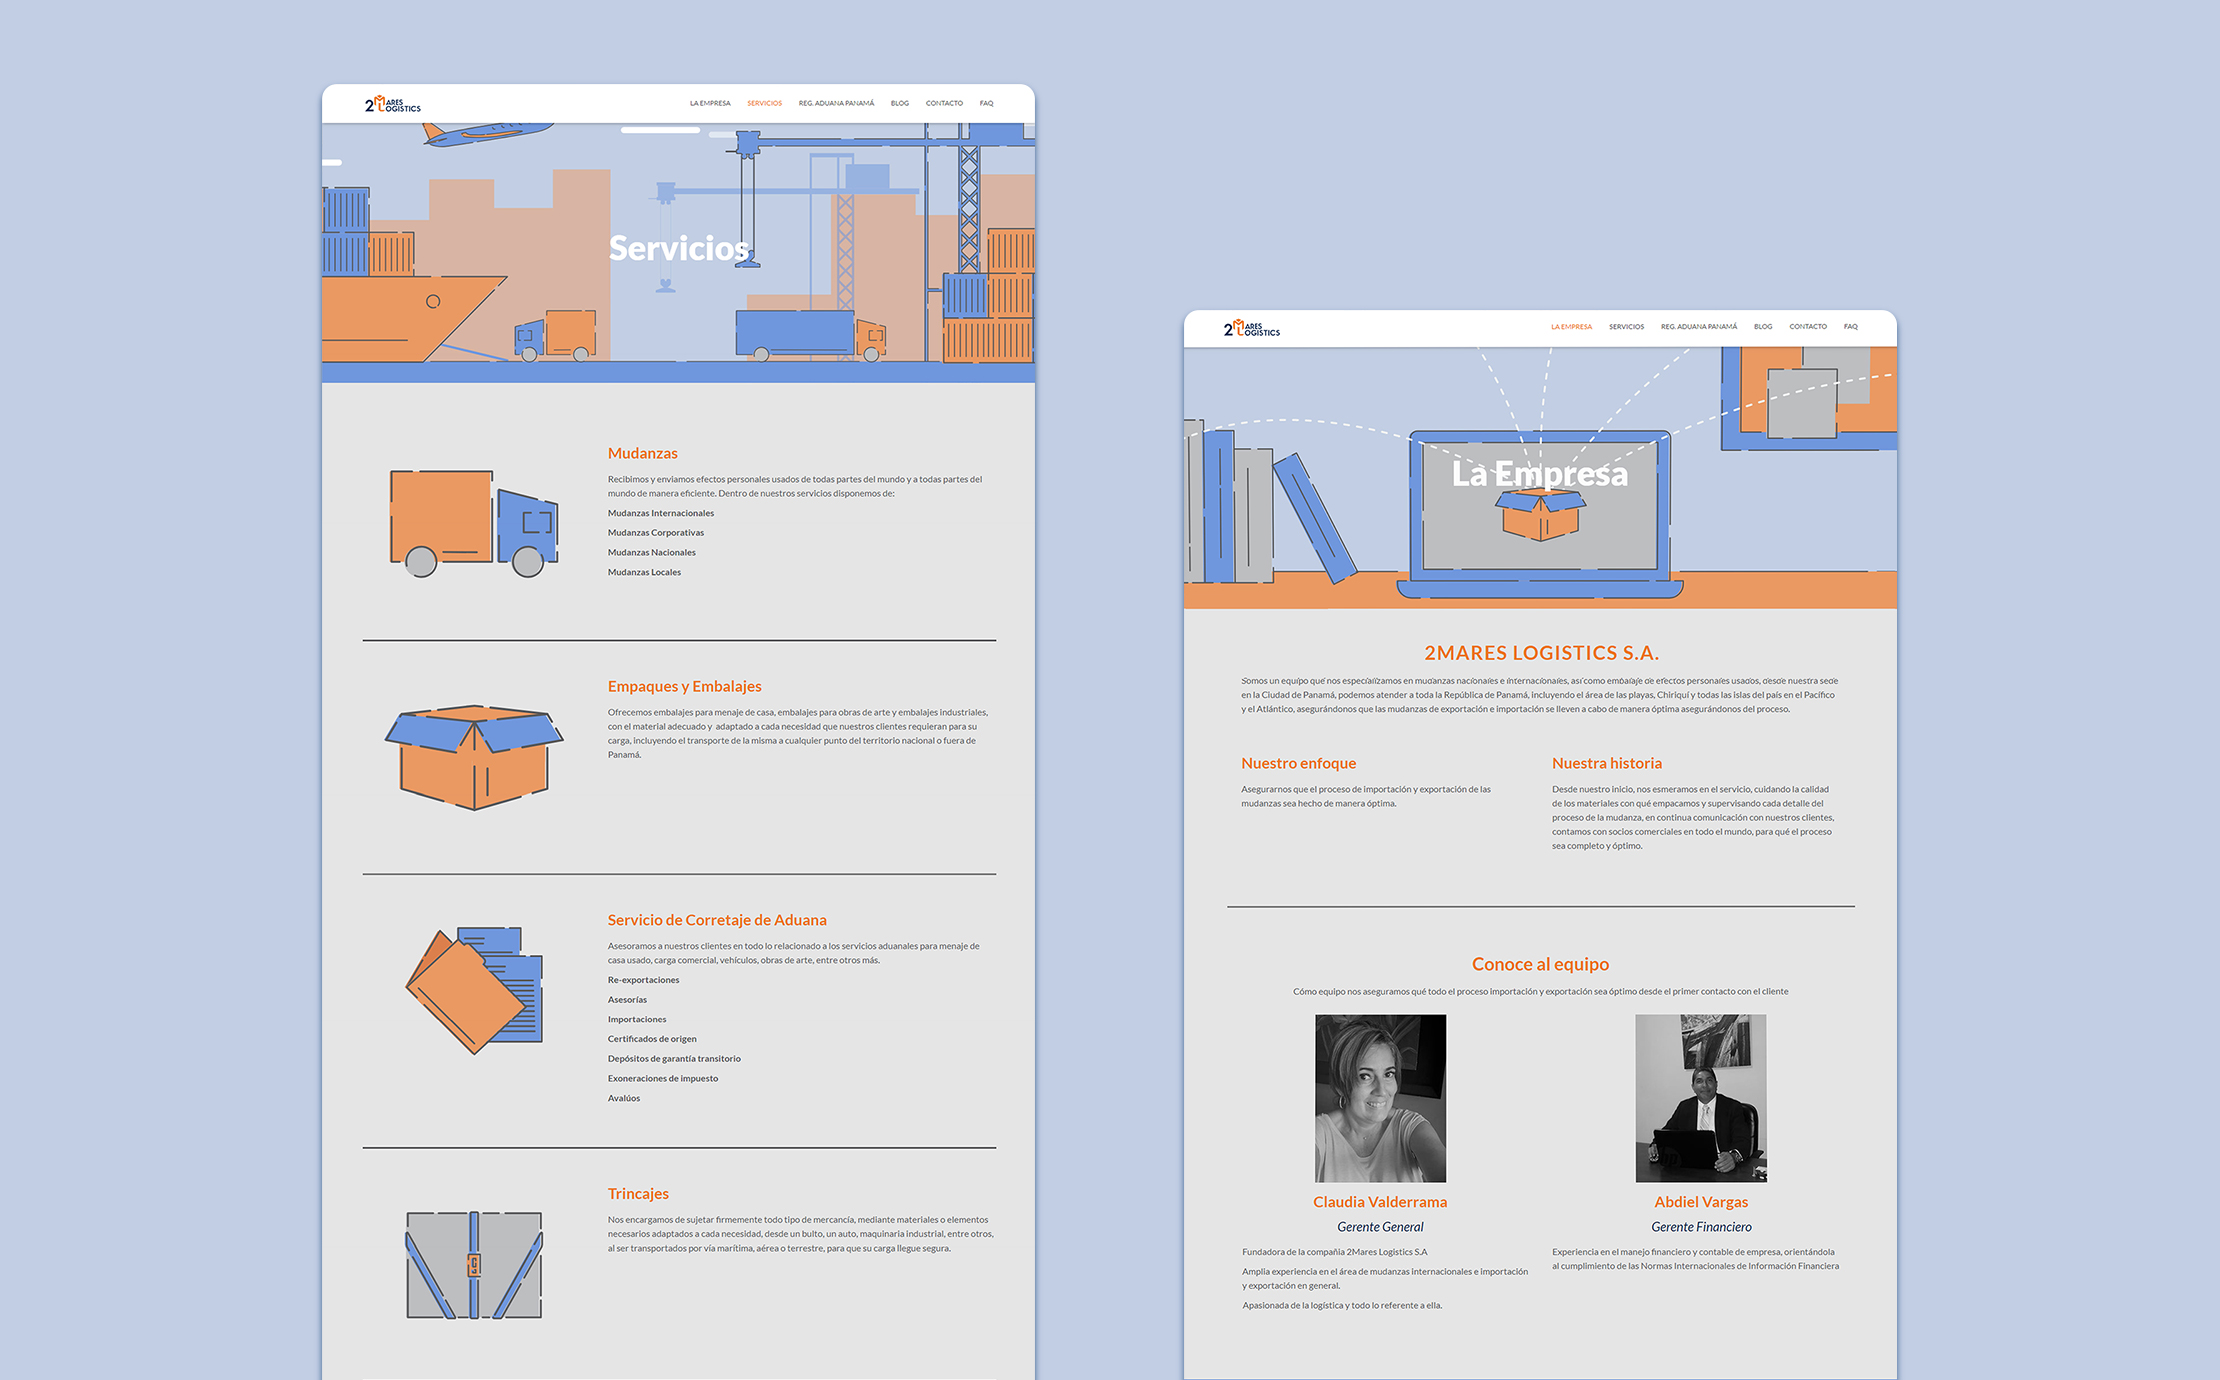 2MARES LOGISTICS
LA EMPRESA SERVICIOS REG. ADUANA PANAMÁ BLOG CONTACTO FAQ
Servicios
Mudanzas
Recibimos y enviamos efectos personales usados de todas partes del mundo y a todas partes del
mundo de manera eficiente. Dentro de nuestros servicios disponemos de:
Mudanzas Internacionales
Mudanzas Corporativas
Mudanzas Nacionales
Mudanzas Locales
Empaques y Embalajes
Ofrecemos embalajes para menaje de casa, embalajes para obras de arte y embalajes industriales,
con el material adecuado y adaptado a cada necesidad que nuestros clientes requieran para su
carga, incluyendo el transporte de la misma a cualquier punto del territorio nacional o fuera de
Panamá.
Servicio de Corretaje de Aduana
Asesoramos a nuestros clientes en todo lo relacionado a los servicios aduanales para menaje de
casa usado, carga comercial, vehículos, obras de arte, entre otros más.
Re-exportaciones
Asesorías
Importaciones
Certificados de origen
Depósitos de garantía transitorio
Exoneraciones de impuesto
Avalúos
Trincajes
Nos encargamos de sujetar firmemente todo tipo de mercancía, mediante materiales o elementos
necesarios adaptados a cada necesidad, desde un bulto, un auto, maquinaria industrial, entre otros,
al ser transportados por vía marítima, aérea o terrestre, para que su carga llegue segura.
2MARES LOGISTICS
LA EMPRESA SERVICIOS REG. ADUANA PANAMÁ BLOG CONTACTO FAQ
La Empresa
2MARES LOGISTICS S.A.
Somos un equipo que nos especializamos en mudanzas nacionales e internacionales, así como embalaje de efectos personales usados, desde nuestra sede
en la Ciudad de Panamá, podemos atender a toda la República de Panamá, incluyendo el área de las playas, Chiriquí y todas las islas del país en el Pacífico
y el Atlántico, asegurándonos que las mudanzas de exportación e importación se lleven a cabo de manera óptima asegurándonos del proceso.
Nuestro enfoque
Asegurarnos que el proceso de importación y exportación de las
mudanzas sea hecho de manera óptima.
Nuestra historia
Desde nuestro inicio, nos esmeramos en el servicio, cuidando la calidad
de los materiales con qué empacamos y supervisando cada detalle del
proceso de la mudanza, en continua comunicación con nuestros clientes,
contamos con socios comerciales en todo el mundo, para qué el proceso
sea completo y óptimo.
Conoce al equipo
Cómo equipo nos aseguramos qué todo el proceso importación y exportación sea óptimo desde el primer contacto con el cliente
Claudia Valderrama
Gerente General
Fundadora de la compañia 2Mares Logistics S.A
Amplia experiencia en el área de mudanzas internacionales e importación
y exportación en general.
Apasionada de la logística y todo lo referente a ella.
Abdiel Vargas
Gerente Financiero
Experiencia en el manejo financiero y contable de empresa, orientándola
al cumplimiento de las Normas Internacionales de Información Financiera